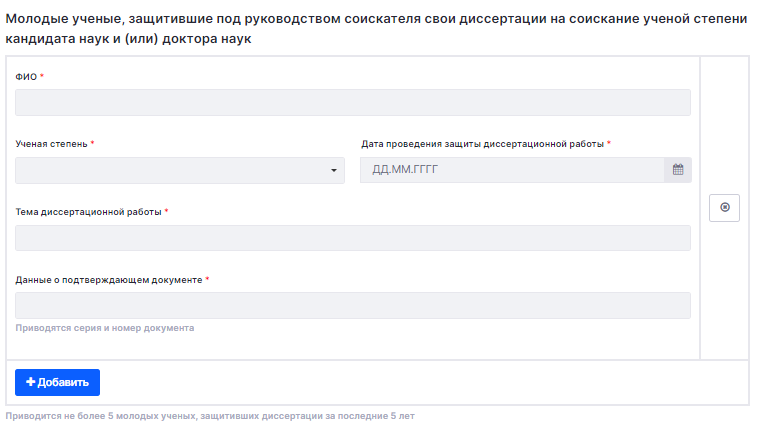 Молодые ученые, защитившие под руководством соискателя свои диссертации на соискание ученой степени
кандидата наук и (или) доктора наук
ФИО *
Ученая степень *
Дата проведения защиты диссертационной работы *
ДД.ММ.ГГГГ
Тема диссертационной работы *
Данные о подтверждающем документе *
Приводятся серия и номер документа
+ Добавить
Приводится не более 5 молодых ученых, защитивших диссертации за последние 5 лет